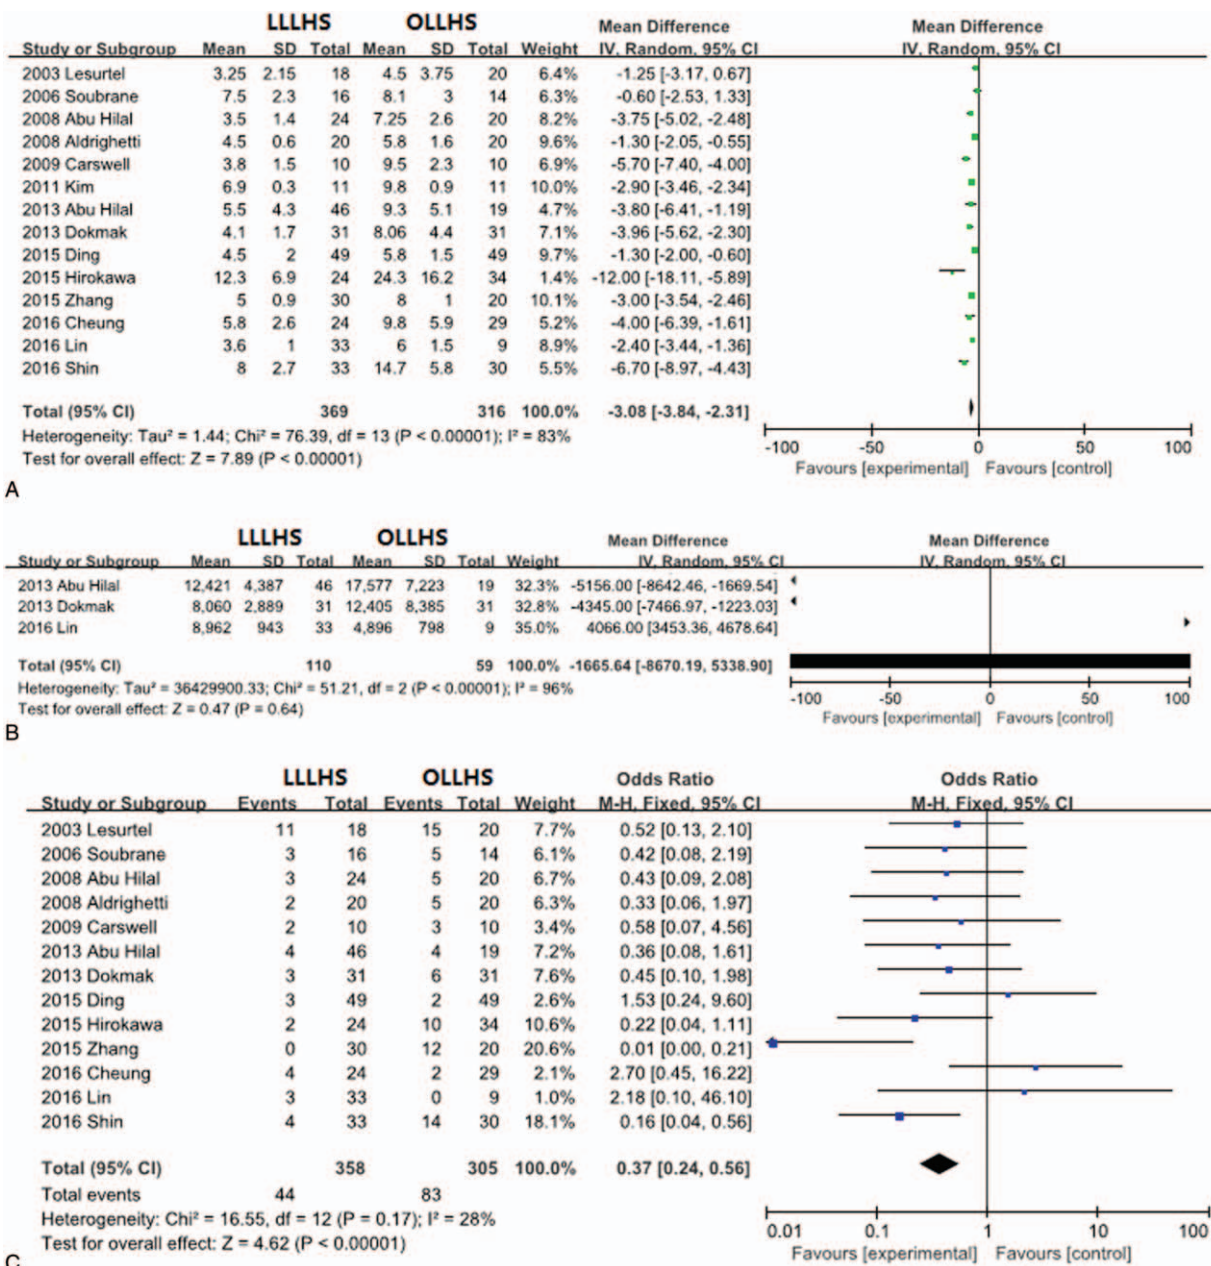 LLLHS OLLHS Mean Difference Mean Difference
Study or Subgroup Mean SD Total Mean SD Total Weight IV, Random, 95% CI IV, Random, 95% CI
2003 Lesurtel 3.25 2.15 18 4.5 3.75 20 6.4% -1.25 [-3.17, 0.67]
2006 Soubrane 7.5 2.3 16 8.1 3 14 6.3% -0.60 [-2.53, 1.33]
2008 Abu Hilal 3.5 1.4 24 7.25 2.6 20 8.2% -3.75 [-5.02, -2.48]
2008 Aldrighetti 4.5 0.6 20 5.8 1.6 20 9.6% -1.30 [-2.05, -0.55]
2009 Carswell 3.8 1.5 10 9.5 2.3 10 6.9% -5.70 [-7.40, -4.00]
2011 Kim 6.9 0.3 11 9.8 0.9 11 10.0% -2.90 [-3.46, -2.34]
2013 Abu Hilal 5.5 4.3 46 9.3 5.1 19 4.7% -3.80 [-6.41, -1.19]
2013 Dokmak 4.1 1.7 31 8.06 4.4 31 7.1% -3.96 [-5.62, -2.30]
2015 Ding 4.5 2 49 5.8 1.5 49 9.7% -1.30 [-2.00, -0.60]
2015 Hirokawa 12.3 6.9 24 24.3 16.2 34 1.4% -12.00 [-18.11, -5.89]
2015 Zhang 5 0.9 30 8 1 20 10.1% -3.00 [-3.54, -2.46]
2016 Cheung 5.8 2.6 24 9.8 5.9 29 5.2% -4.00 [-6.39, -1.61]
2016 Lin 3.6 1 33 6 1.5 9 8.9% -2.40 [-3.44, -1.36]
2016 Shin 8 2.7 33 14.7 5.8 30 5.5% -6.70 [-8.97, -4.43]
Total (95% CI) 369 316 100.0% -3.08 [-3.84, -2.31]
Heterogeneity: Tau² = 1.44; Chi² = 76.39, df = 13 (P < 0.00001); I² = 83%
Test for overall effect: Z = 7.89 (P < 0.00001)
-100 -50 0 50 100
Favours [experimental] Favours [control]
A
LLLHS OLLHS Mean Difference Mean Difference
Study or Subgroup Mean SD Total Mean SD Total Weight IV, Random, 95% CI IV, Random, 95% CI
2013 Abu Hilal 12,421 4,387 46 17,577 7,223 19 32.3% -5156.00 [-8642.46, -1669.54]
2013 Dokmak 8,060 2,889 31 12,405 8,385 31 32.8% -4345.00 [-7466.97, -1223.03]
2016 Lin 8,962 943 33 4,896 798 9 35.0% 4066.00 [3453.36, 4678.64]
Total (95% CI) 110 59 100.0% -1665.64 [-8670.19, 5338.90]
Heterogeneity: Tau² = 36429900.33; Chi² = 51.21, df = 2 (P < 0.00001); I² = 96%
Test for overall effect: Z = 0.47 (P = 0.64)
-100 -50 0 50 100
Favours [experimental] Favours [control]
B
LLLHS OLLHS Odds Ratio Odds Ratio
Study or Subgroup Events Total Events Total Weight M-H, Fixed, 95% CI M-H, Fixed, 95% CI
2003 Lesurtel 11 18 15 20 7.7% 0.52 [0.13, 2.10]
2006 Soubrane 3 16 5 14 6.1% 0.42 [0.08, 2.19]
2008 Abu Hilal 3 24 5 20 6.7% 0.43 [0.09, 2.08]
2008 Aldrighetti 2 20 5 20 6.3% 0.33 [0.06, 1.97]
2009 Carswell 2 10 3 10 3.4% 0.58 [0.07, 4.56]
2013 Abu Hilal 4 46 4 19 7.2% 0.36 [0.08, 1.61]
2013 Dokmak 3 31 6 31 7.6% 0.45 [0.10, 1.98]
2015 Ding 3 49 2 49 2.6% 1.53 [0.24, 9.60]
2015 Hirokawa 2 24 10 34 10.6% 0.22 [0.04, 1.11]
2015 Zhang 0 30 12 20 20.6% 0.01 [0.00, 0.21]
2016 Cheung 4 24 2 29 2.1% 2.70 [0.45, 16.22]
2016 Lin 3 33 0 9 1.0% 2.18 [0.10, 46.10]
2016 Shin 4 33 14 30 18.1% 0.16 [0.04, 0.56]
Total (95% CI) 358 305 100.0% 0.37 [0.24, 0.56]
Total events 44 83
Heterogeneity: Chi² = 16.55, df = 12 (P = 0.17); I² = 28%
Test for overall effect: Z = 4.62 (P < 0.00001)
0.01 0.1 1 10 100
Favours [experimental] Favours [control]
C